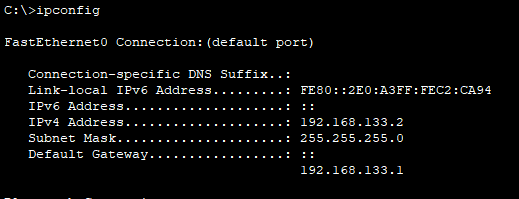 C:\>ipconfig
FastEthernet0 Connection:(default port)
Connection-specific DNS Suffix..:
Link-local IPv6 Address.........: FE80::2E0:A3FF:FEC2:CA94
IPv6 Address....................: ::
IPv4 Address....................: 192.168.133.2
Subnet Mask.....................: 255.255.255.0
Default Gateway.................: ::
192.168.133.1